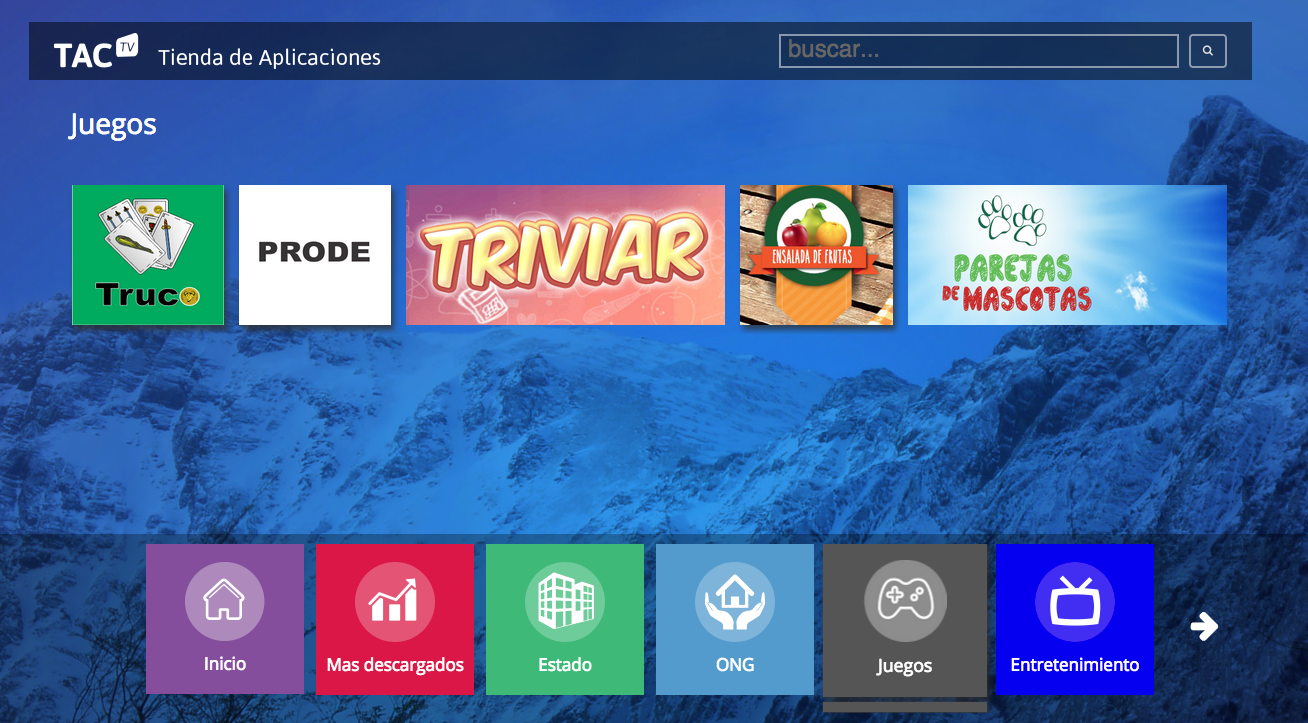 TAC TV Tienda de Aplicaciones
buscar...
Juegos
Truco
PRODE
TRIVIAR
ENSALADA DE FRUTAS
PAREJAS
DE MASCOTAS
Inicio
Mas descargados
Estado
ONG
Juegos
Entretenimiento